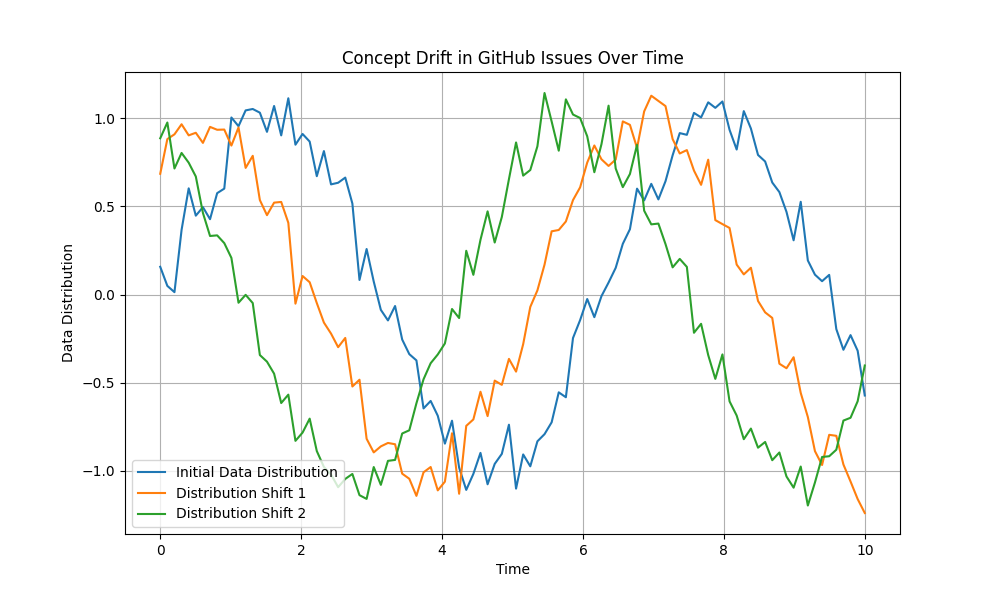 Concept Drift in GitHub Issues Over Time
Data Distribution
1.0
0.5
0.0
−0.5
−1.0
Initial Data Distribution
Distribution Shift 1
Distribution Shift 2
0 2 4 6 8 10
Time